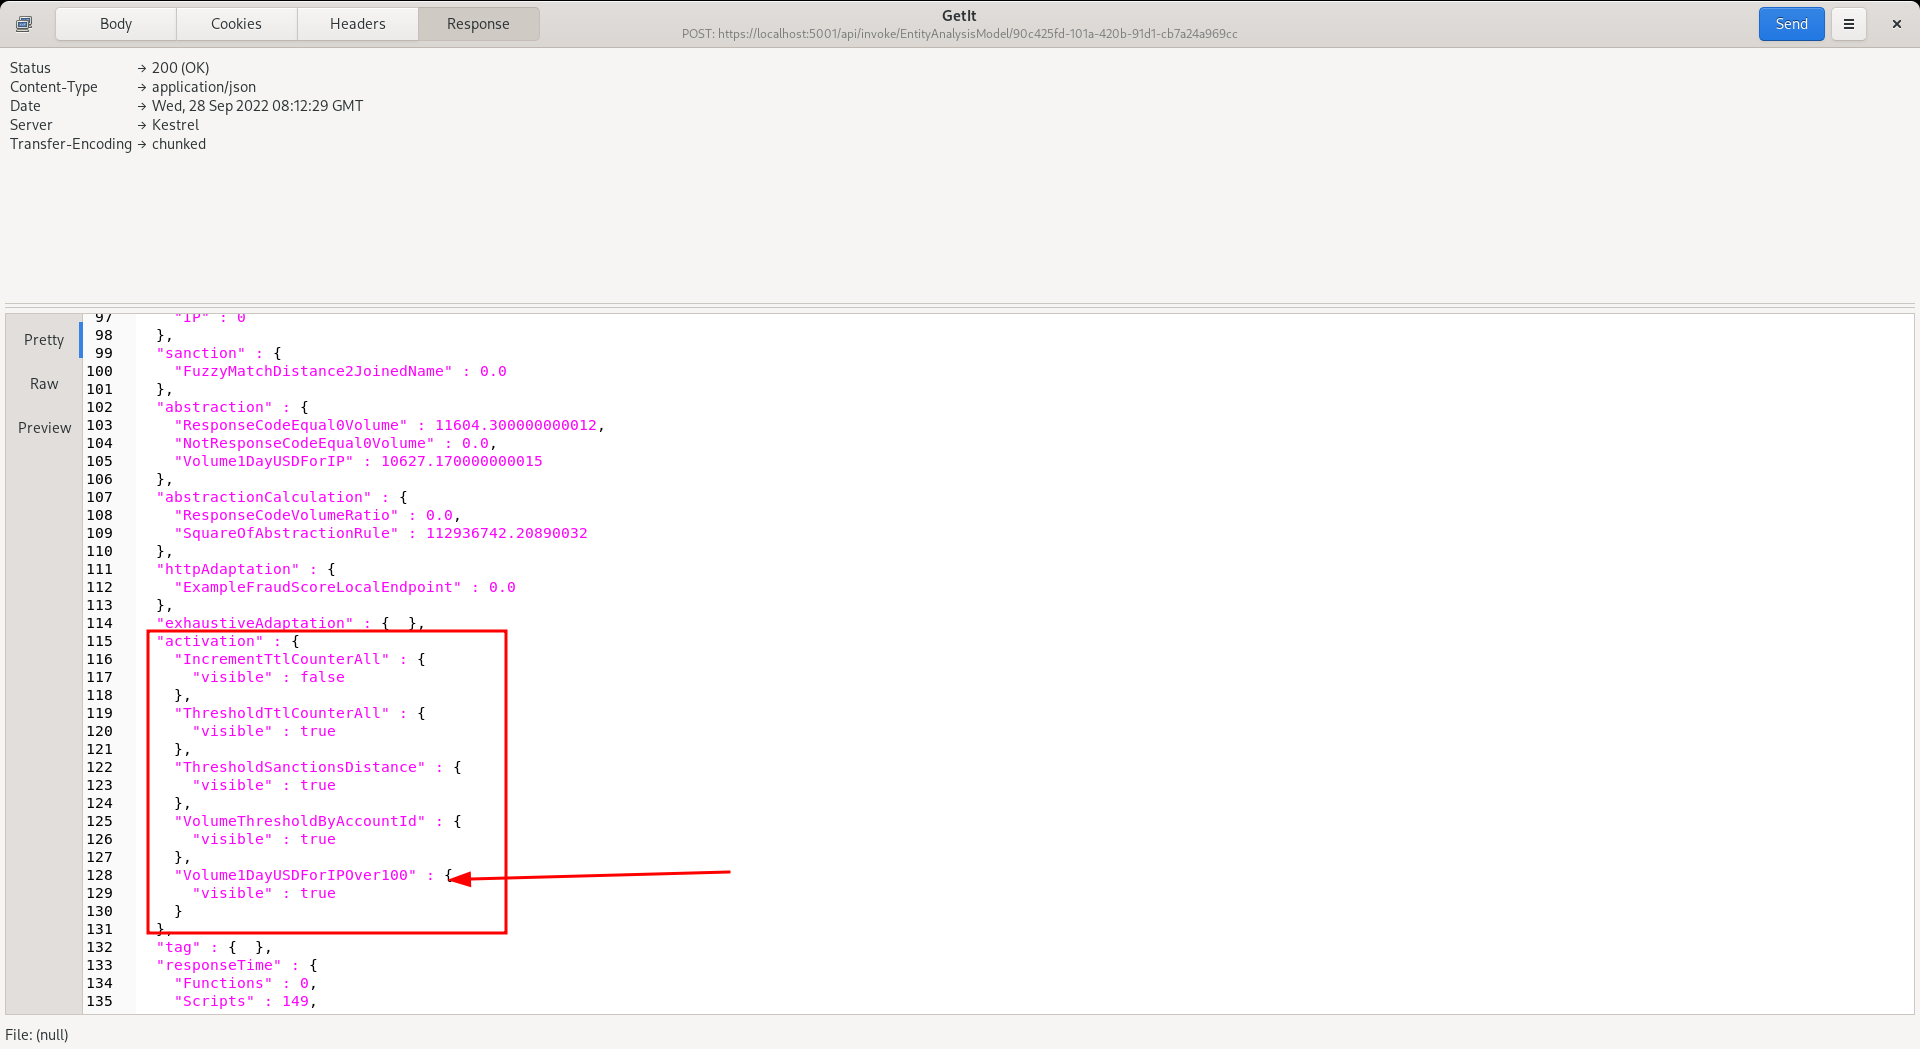 Body Cookies Headers Response
GetIt
POST: https://localhost:5001/api/invoke/EntityAnalysisModel/90c425fd-101a-420b-91d1-cb7a24a969cc
Send
Status → 200 (OK)
Content-Type → application/json
Date → Wed, 28 Sep 2022 08:12:29 GMT
Server → Kestrel
Transfer-Encoding → chunked
Pretty
Raw
Preview
97 "IP" : 0
98 },
99 "sanction" : {
100 "FuzzyMatchDistance2JoinedName" : 0.0
101 },
102 "abstraction" : {
103 "ResponseCodeEqual0Volume" : 11604.300000000012,
104 "NotResponseCodeEqual0Volume" : 0.0,
105 "Volume1DayUSDForIP" : 10627.170000000015
106 },
107 "abstractionCalculation" : {
108 "ResponseCodeVolumeRatio" : 0.0,
109 "SquareOfAbstractionRule" : 112936742.20890032
110 },
111 "httpAdaptation" : {
112 "ExampleFraudScoreLocalEndpoint" : 0.0
113 },
114 "exhaustiveAdaptation" : { },
115 "activation" : {
116 "IncrementTtlCounterAll" : {
117 "visible" : false
118 },
119 "ThresholdTtlCounterAll" : {
120 "visible" : true
121 },
122 "ThresholdSanctionsDistance" : {
123 "visible" : true
124 },
125 "VolumeThresholdByAccountId" : {
126 "visible" : true
127 },
128 "Volume1DayUSDForIPOver100" : {
129 "visible" : true
130 }
131 },
132 "tag" : { },
133 "responseTime" : {
134 "Functions" : 0,
135 "Scripts" : 149,
File: (null)